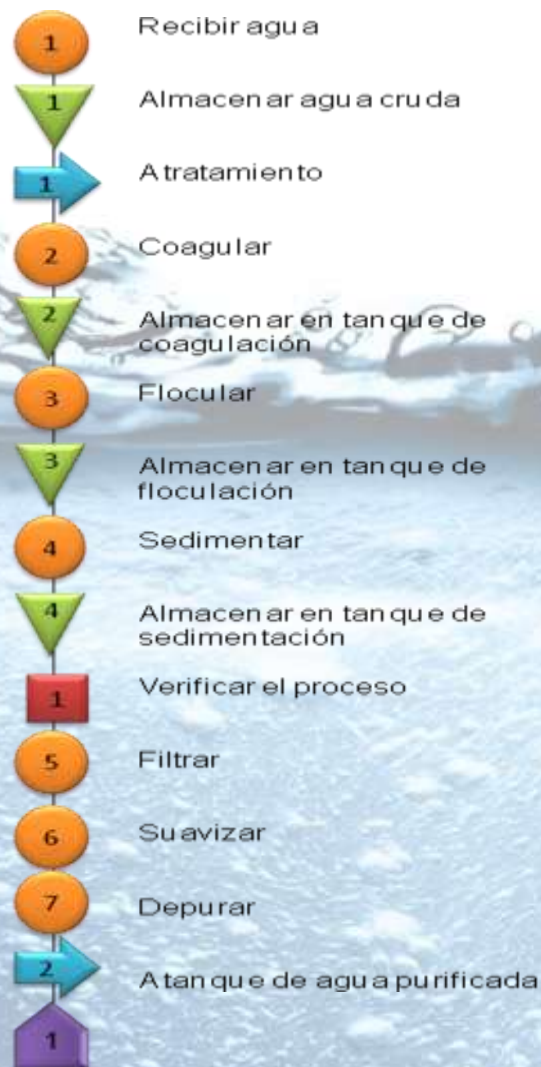 1 Recibir agua
1 Almacenar agua cruda
1 A tratamiento
2 Coagular
2 Almacenar en tanque de
coagulación
3 Flocular
3 Almacenar en tanque de
floculación
4 Sedimentar
4 Almacenar en tanque de
sedimentación
1 Verificar el proceso
5 Filtrar
6 Suavizar
7 Depurar
2 A tanque de agua purificada
1